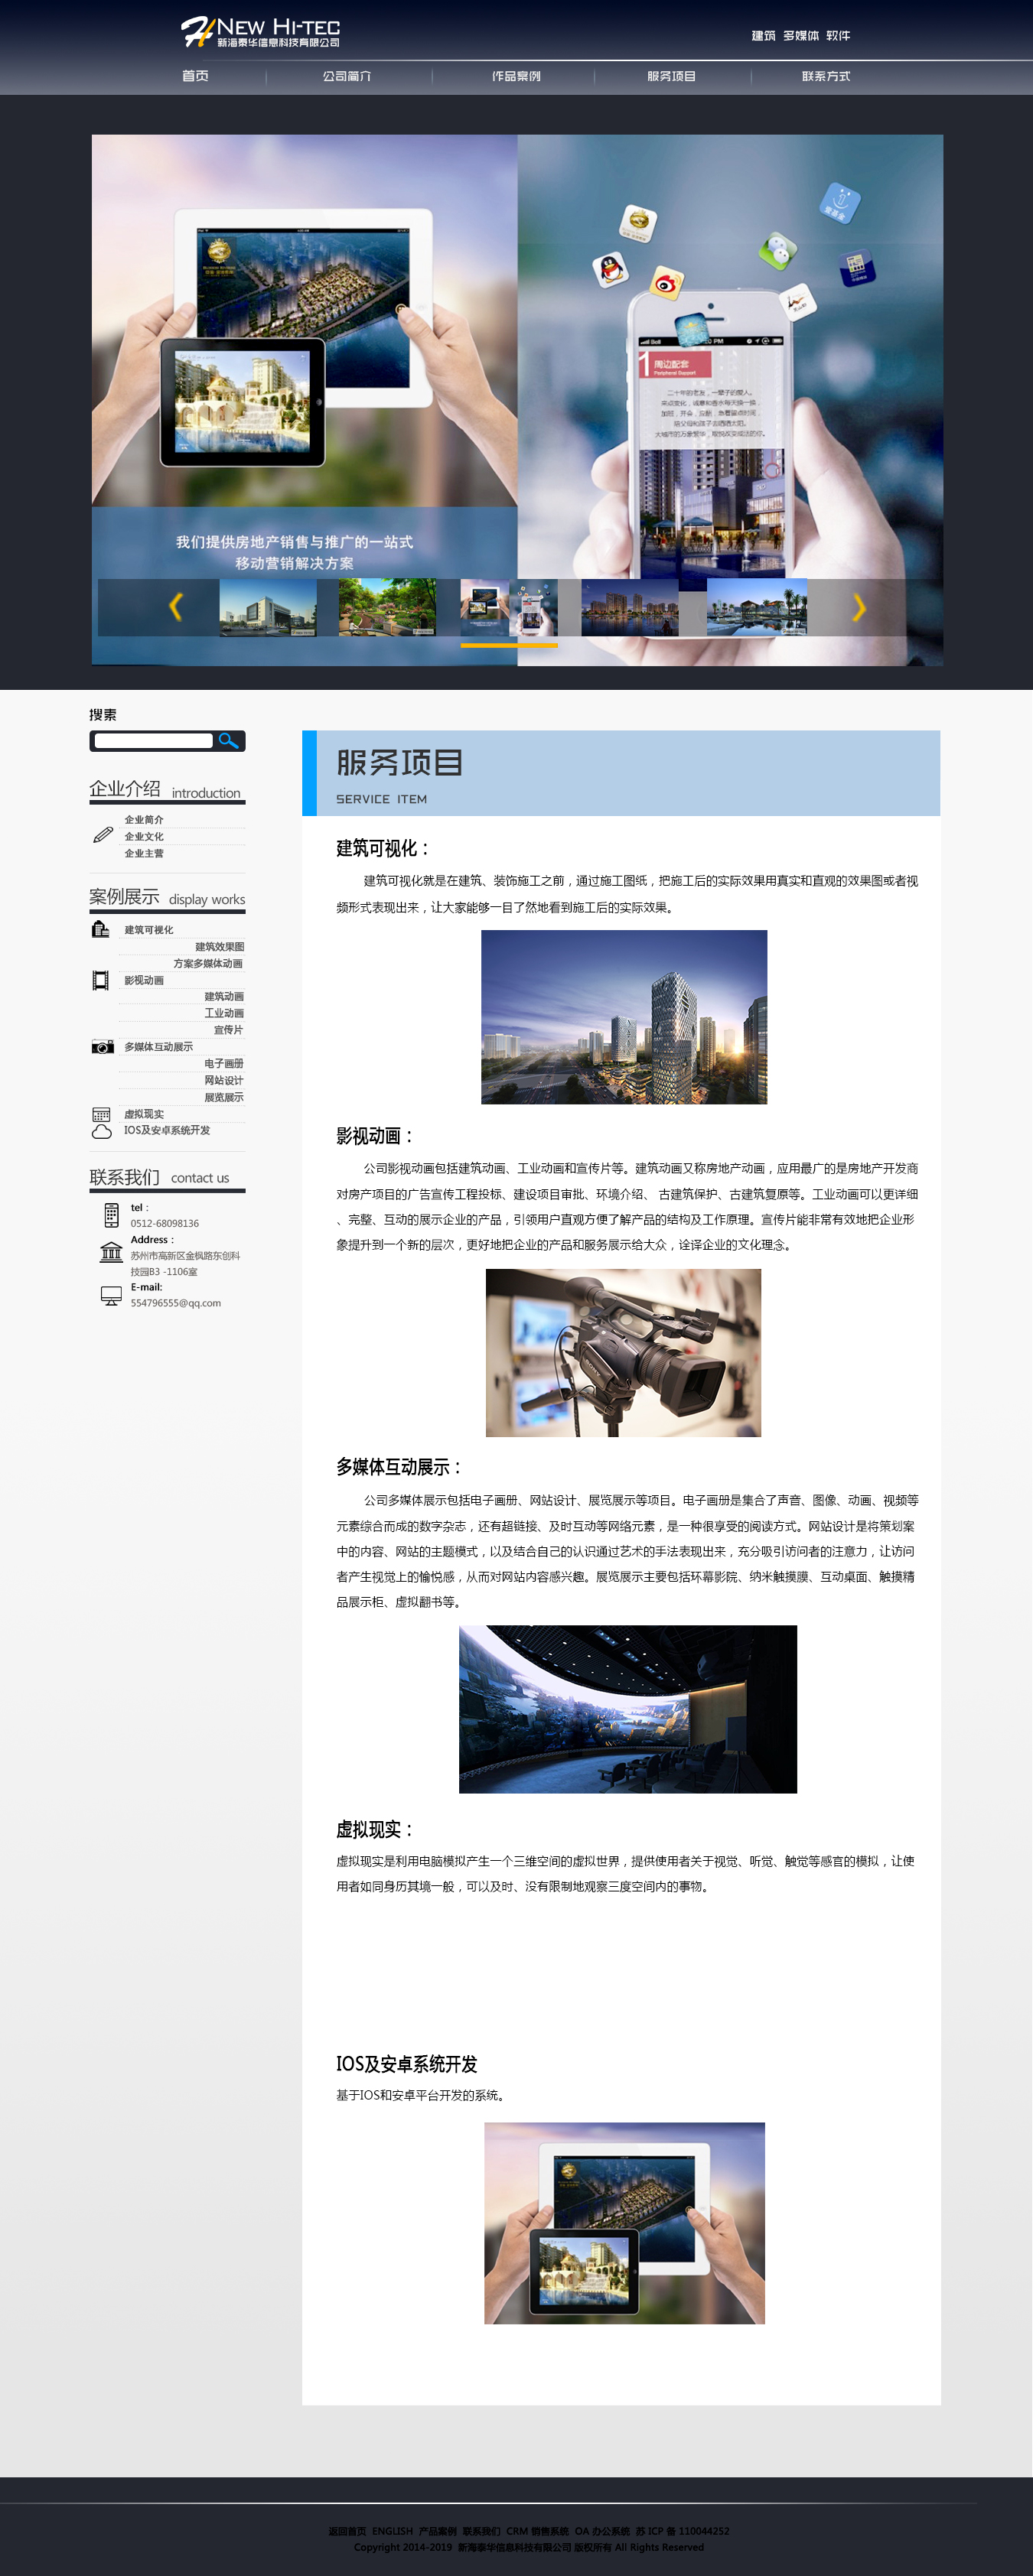 New Hi-tec
新海泰华信息科技有限公司
建筑 多媒体 软件
首页
公司简介
作品案例
服务项目
联系方式
1
周边配套
Peripheral Support
我们提供房地产销售与推广的一站式
移动营销解决方案
搜索
企业介绍 introduction
企业简介
企业文化
企业主营
案例展示 display works
建筑可视化
建筑效果图
方案多媒体动画
影视动画
建筑动画
工业动画
宣传片
多媒体互动展示
电子画册
网站设计
展览展示
虚拟现实
IOS及安卓系统开发
联系我们 contact us
tel：
0512-68098136
Address：
苏州市高新区金枫路东创科
技园B3 -1106室
E-mail:
554796555@qq.com
服务项目
SERVICE ITEM
建筑可视化：
建筑可视化就是在建筑、装饰施工之前，通过施工图纸，把施工后的实际效果用真实和直观的效果图或者视
频形式表现出来，让大家能够一目了然地看到施工后的实际效果。
影视动画：
公司影视动画包括建筑动画、工业动画和宣传片等。建筑动画又称房地产动画，应用最广的是房地产开发商
对房产项目的广告宣传工程投标、建设项目审批、环境介绍、 古建筑保护、古建筑复原等。工业动画可以更详细
、完整、互动的展示企业的产品，引领用户直观方便了解产品的结构及工作原理。宣传片能非常有效地把企业形
象提升到一个新的层次，更好地把企业的产品和服务展示给大众，诠译企业的文化理念。
SONY
多媒体互动展示：
公司多媒体展示包括电子画册、网站设计、展览展示等项目。电子画册是集合了声音、图像、动画、视频等
元素综合而成的数字杂志，还有超链接、及时互动等网络元素，是一种很享受的阅读方式。网站设计是将策划案
中的内容、网站的主题模式，以及结合自己的认识通过艺术的手法表现出来，充分吸引访问者的注意力，让访问
者产生视觉上的愉悦感，从而对网站内容感兴趣。展览展示主要包括环幕影院、纳米触摸膜、互动桌面、触摸精
品展示柜、虚拟翻书等。
虚拟现实：
虚拟现实是利用电脑模拟产生一个三维空间的虚拟世界，提供使用者关于视觉、听觉、触觉等感官的模拟，让使
用者如同身历其境一般，可以及时、没有限制地观察三度空间内的事物。
IOS及安卓系统开发
基于IOS和安卓平台开发的系统。
返回首页 ENGLISH 产品案例 联系我们 CRM 销售系统 OA 办公系统 苏 ICP 备 110044252
Copyright 2014-2019 新海泰华信息科技有限公司 版权所有 All Rights Reserved